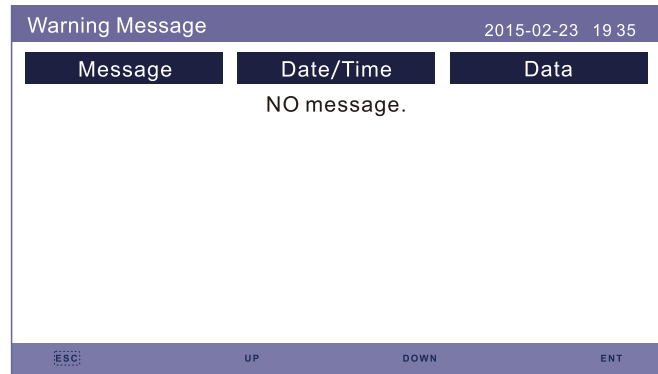 Warning Message 2015-02-23 19 35
Message Date/Time Data
NO message.
ESC UP DOWN ENT